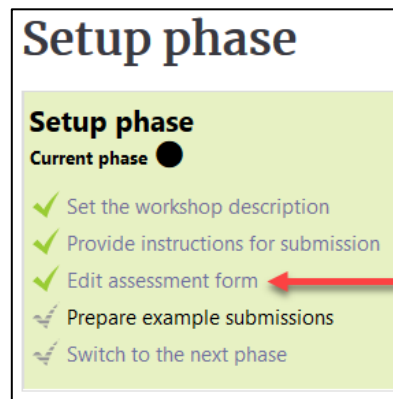 Setup phase
Setup phase
Current phase
Set the workshop description
Provide instructions for submission
Edit assessment form
Prepare example submissions
Switch to the next phase